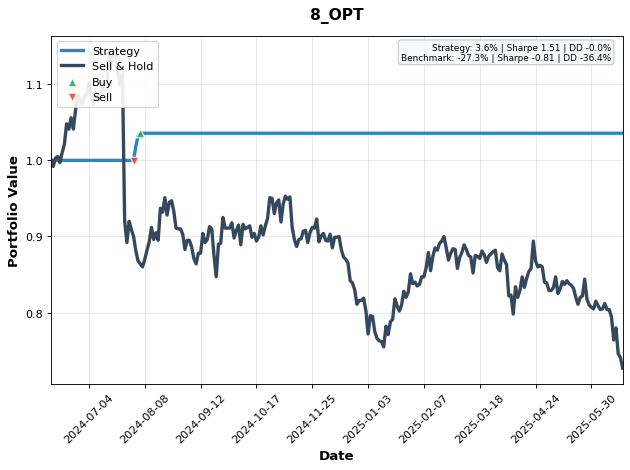 8_OPT
Strategy
Sell & Hold
Buy
Sell
Strategy: 3.6% | Sharpe 1.51 | DD -0.0%
Benchmark: -27.3% | Sharpe -0.81 | DD -36.4%
Portfolio Value
1.1
1.0
0.9
0.8
2024-07-04
2024-08-08
2024-09-12
2024-10-17
2024-11-25
2025-01-03
2025-02-07
2025-03-18
2025-04-24
2025-05-30
Date